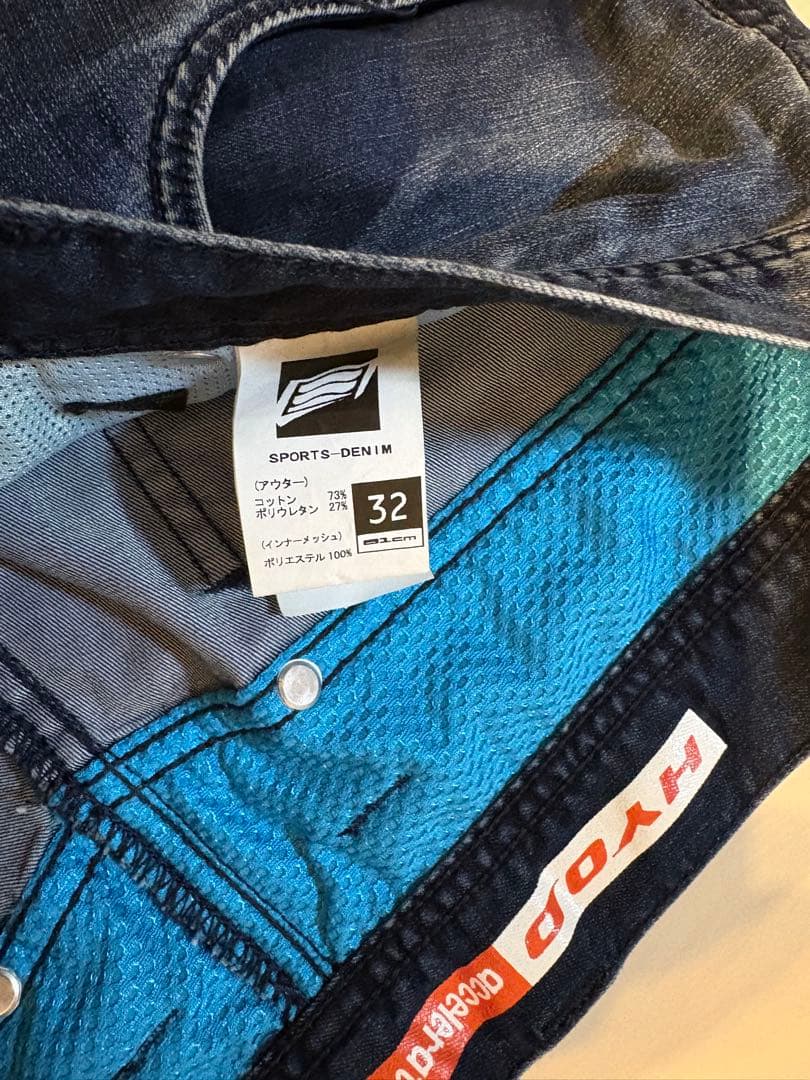 SPORTS-DENIM
(アウター)
コットン 73%
ポリウレタン 27%
32
81cm
(インナーメッシュ)
ポリエステル 100%
HYOD